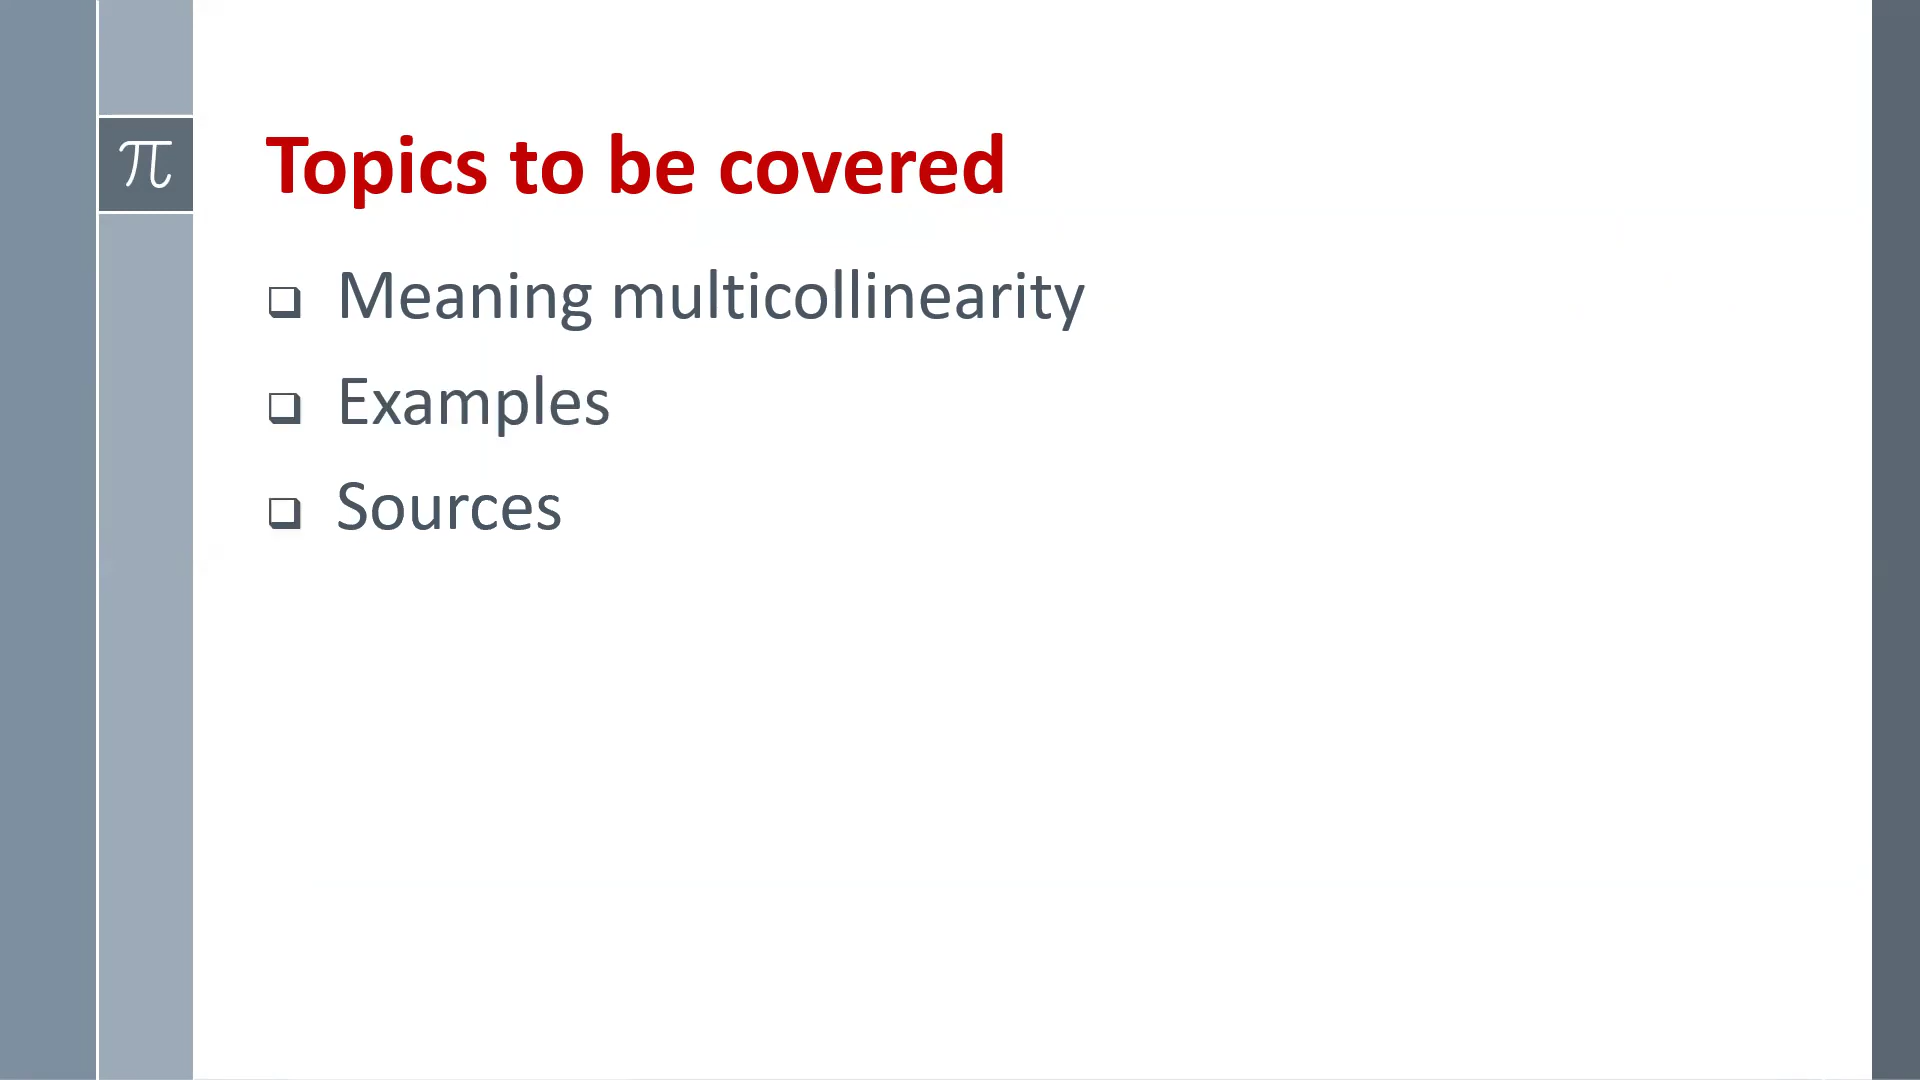 π
Topics to be covered
Meaning multicollinearity
Examples
Sources